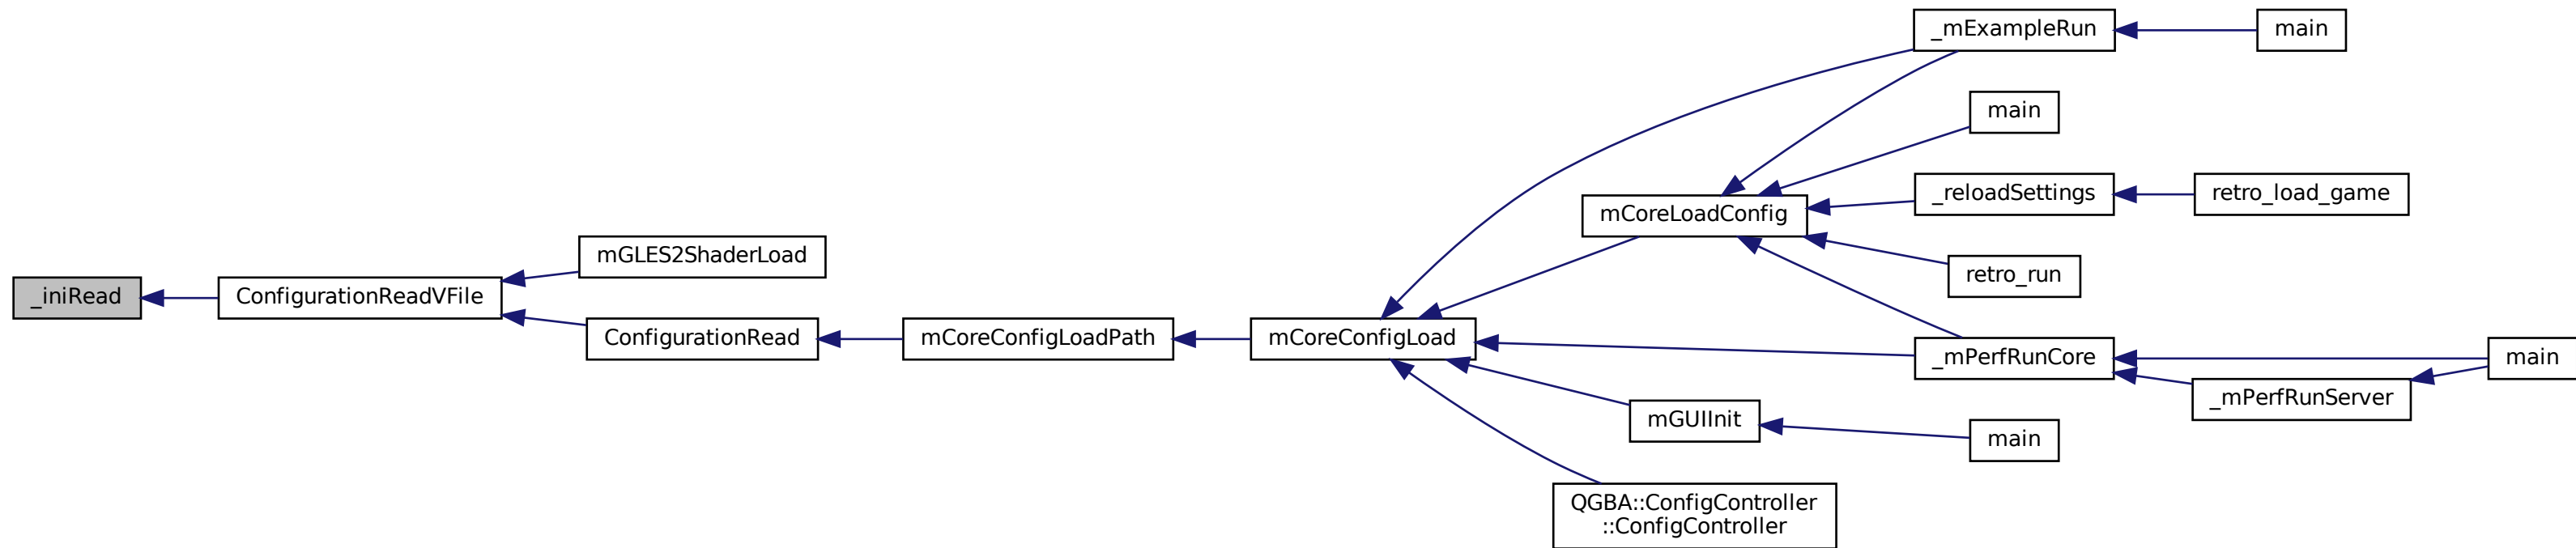 _mExampleRun
main
main
_reloadSettings
retro_load_game
mCoreLoadConfig
mGLES2ShaderLoad
retro_run
_iniRead
ConfigurationReadVFile
ConfigurationRead
mCoreConfigLoadPath
mCoreConfigLoad
_mPerfRunCore
main
_mPerfRunServer
mGUIInit
main
QGBA::ConfigController
::ConfigController